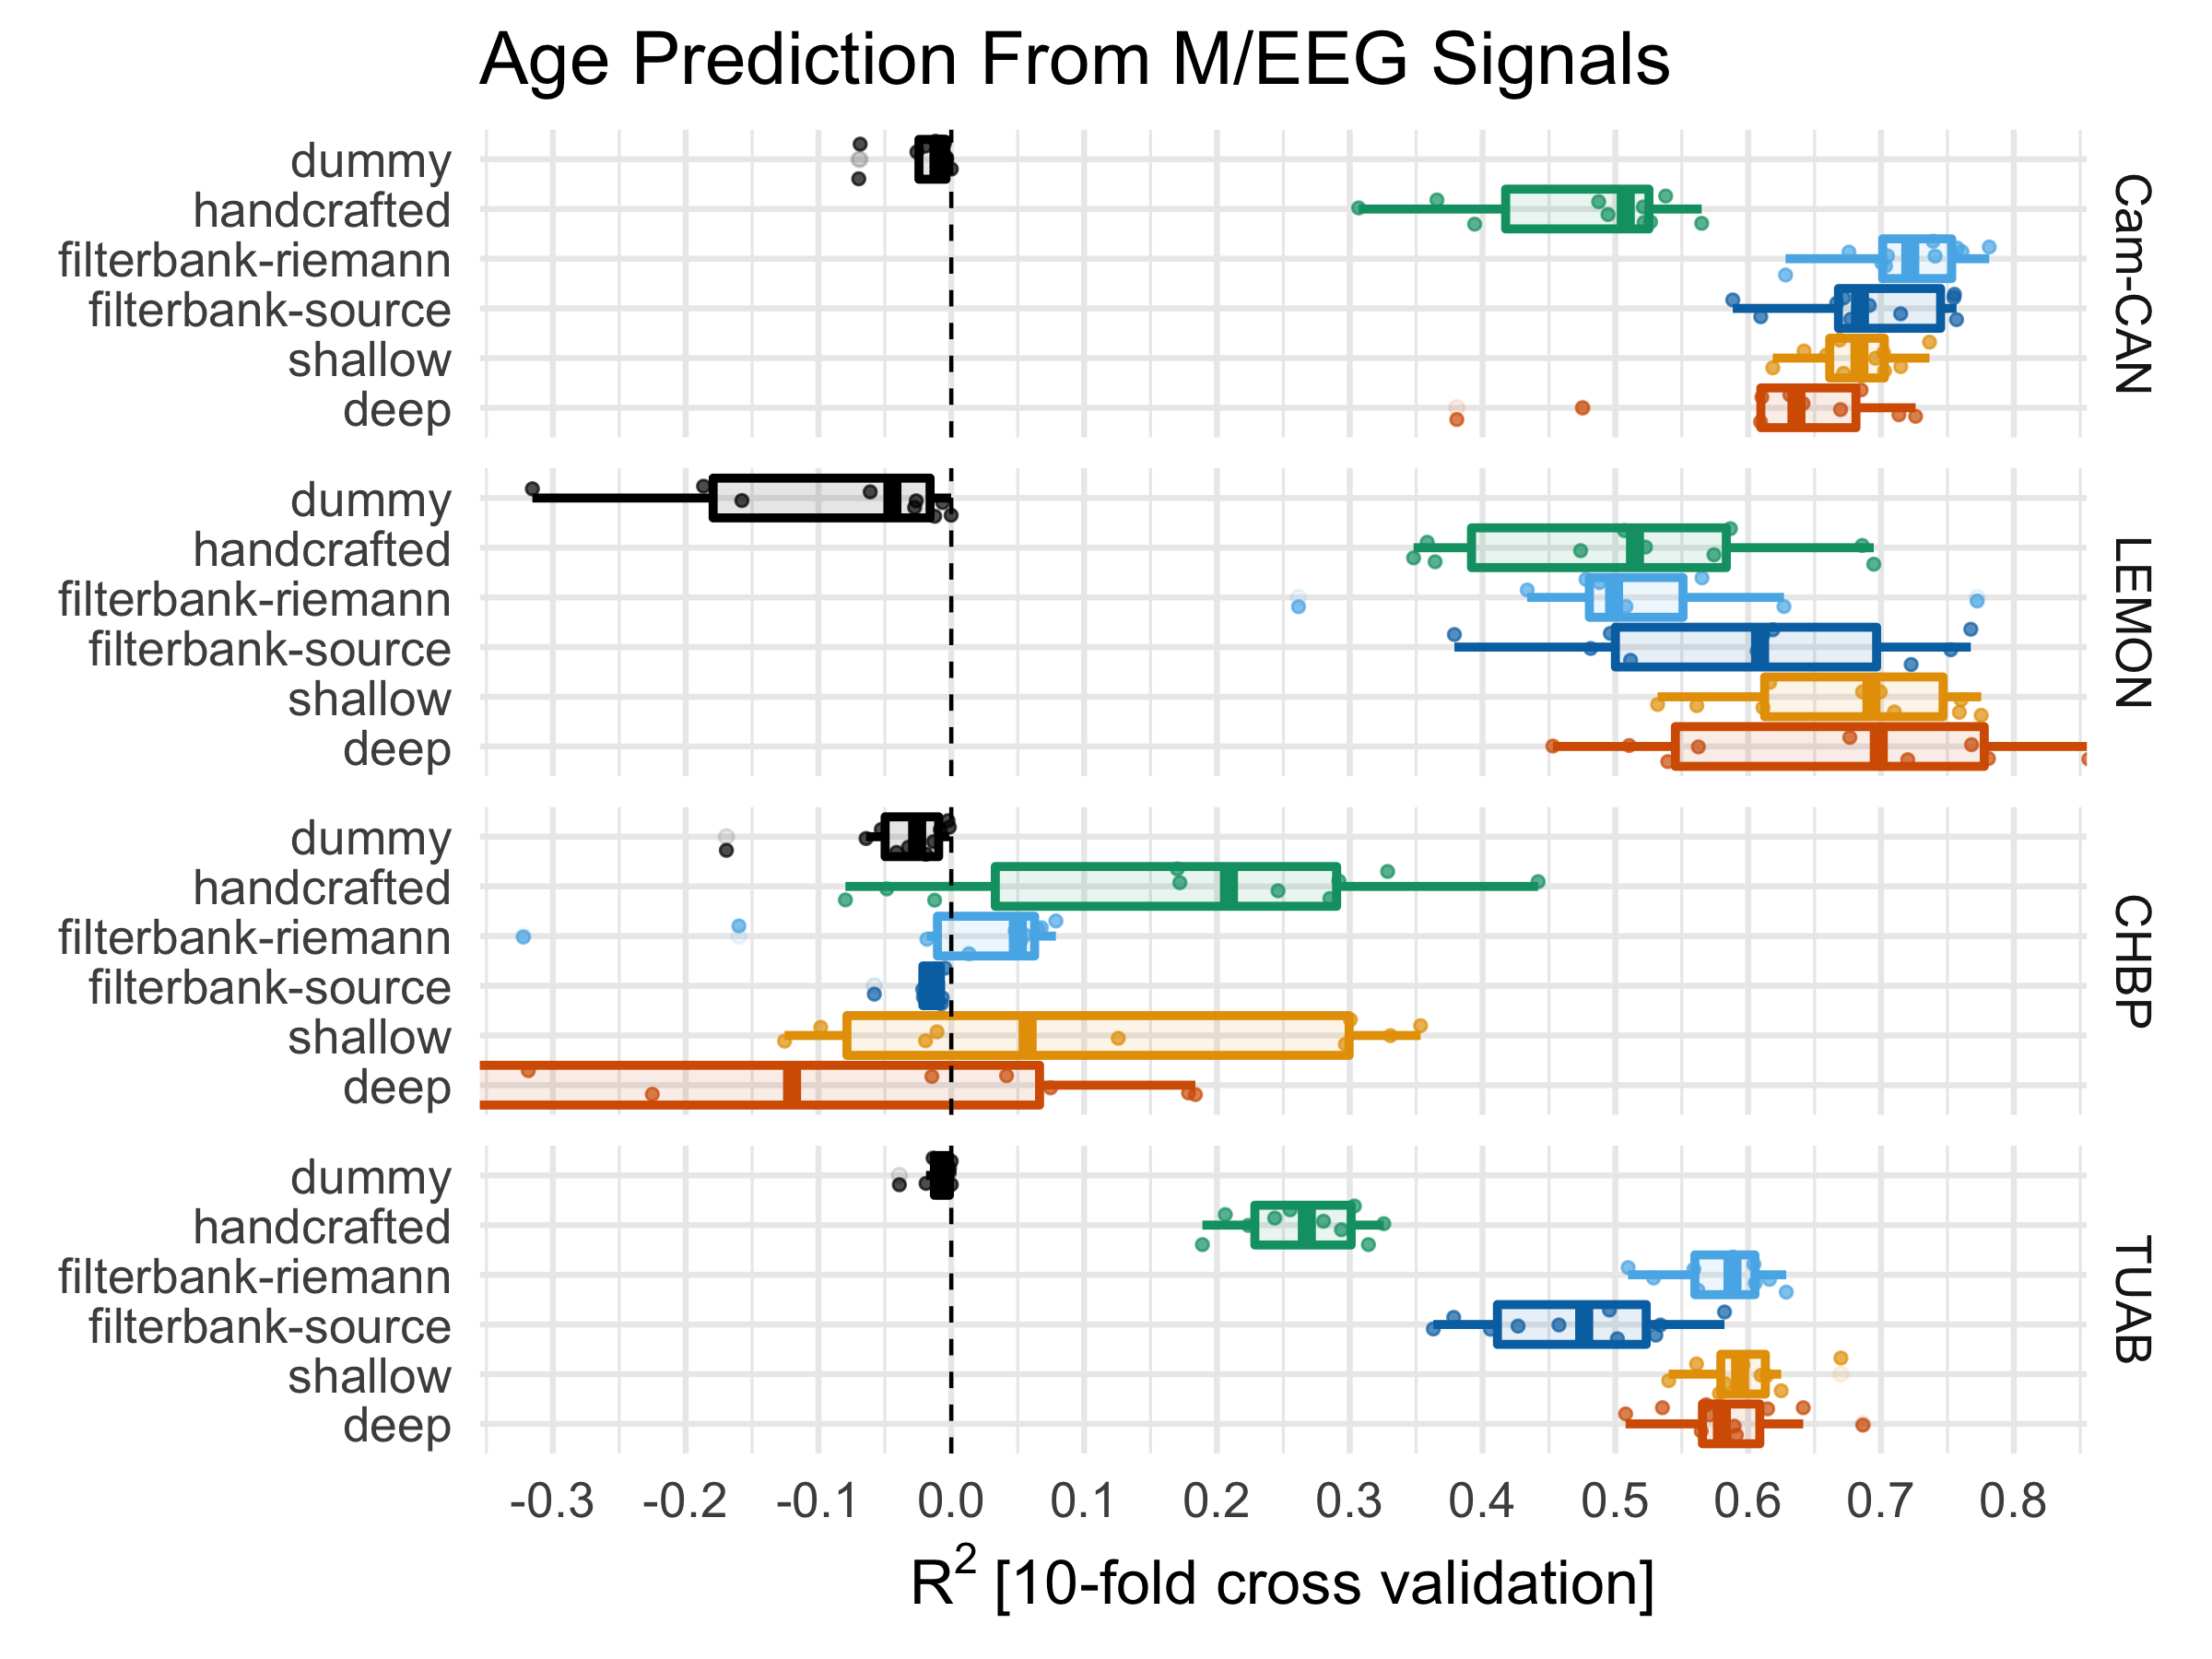 Age Prediction From M/EEG Signals
dummy
handcrafted
filterbank-riemann
filterbank-source
shallow
deep
Cam-CAN
dummy
handcrafted
filterbank-riemann
filterbank-source
shallow
deep
LEMON
dummy
handcrafted
filterbank-riemann
filterbank-source
shallow
deep
CHBP
dummy
handcrafted
filterbank-riemann
filterbank-source
shallow
deep
TUAB
-0.3 -0.2 -0.1 0.0 0.1 0.2 0.3 0.4 0.5 0.6 0.7 0.8
R² [10-fold cross validation]